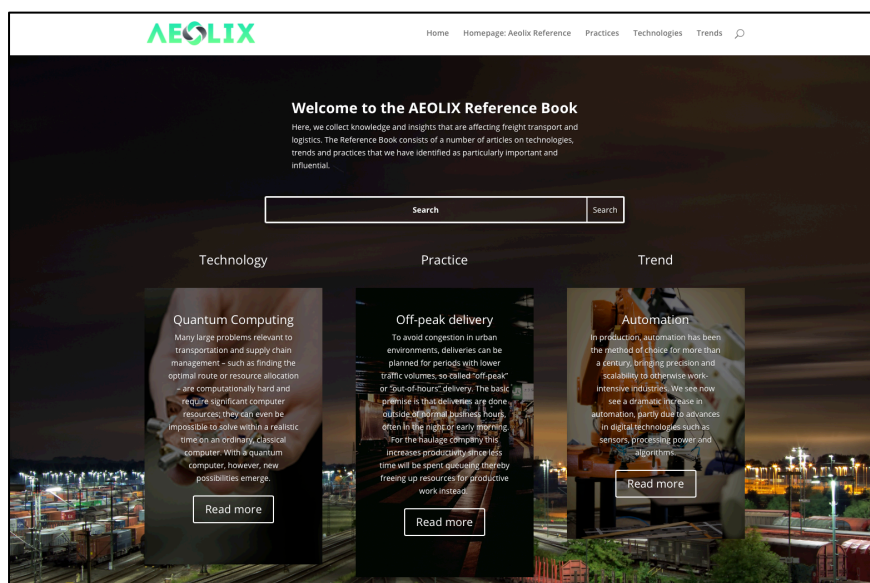 AEOLIX
Home Homepage: Aeolix Reference Practices Technologies Trends
Welcome to the AEOLIX Reference Book
Here, we collect knowledge and insights that are affecting freight transport and
logistics. The Reference Book consists of a number of articles on technologies,
trends and practices that we have identified as particularly important and
influential.
Search Search
Technology
Quantum Computing
Many large problems relevant to
transportation and supply chain
management – such as finding the
optimal route or resource allocation
– are computationally hard and
require significant computer
resources; they can even be
impossible to solve within a realistic
time on an ordinary, classical
computer. With a quantum
computer, however, new
possibilities emerge.
Read more
Practice
Off-peak delivery
To avoid congestion in urban
environments, deliveries can be
planned for periods with lower
traffic volumes, so called “off-peak”
or “out-of-hours” delivery. The basic
premise is that deliveries are done
outside of normal business hours,
often in the night or early morning.
For the haulage company this
increases productivity since less
time will be spent queueing thereby
freeing up resources for productive
work instead.
Read more
Trend
Automation
In production, automation has been
the method of choice for more than
a century, bringing precision and
scalability to otherwise work-
intensive industries. We see now
see a dramatic increase in
automation, partly due to advances
in digital technologies such as
sensors, processing power and
algorithms.
Read more